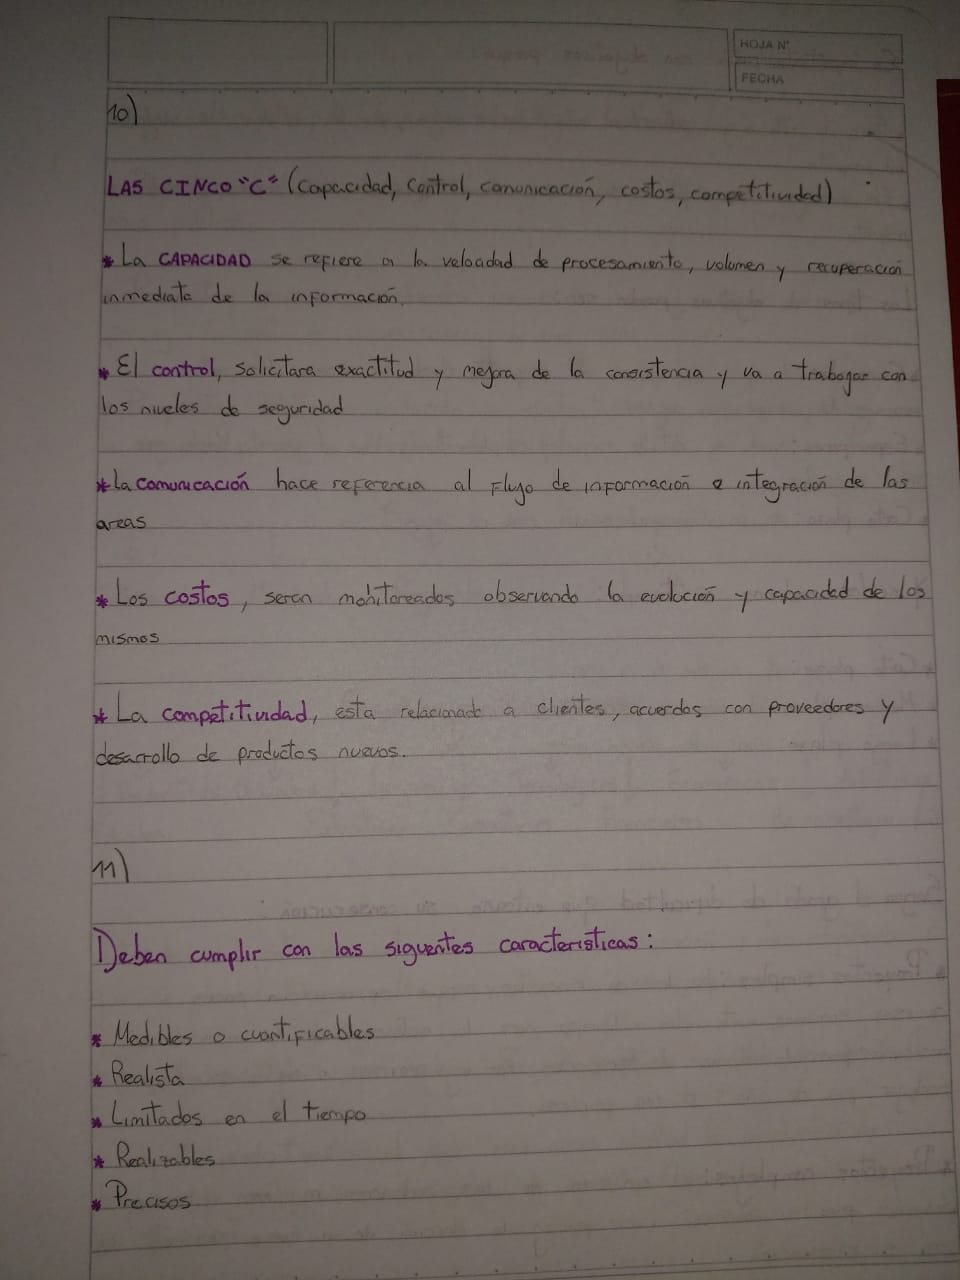 HOJA N°
FECHA
10)
LAS CINCO "C" (Capacidad, Control, comunicación, costos, competitividad)
* La CAPACIDAD se refiere a la velocidad de procesamiento, volumen y recuperación
inmediata de la información.
* El control, solicitara exactitud y mejora de la consistencia y va a trabajar con
los niveles de seguridad
* La comunicación hace referencia al Flujo de información e integración de las
areas
* Los costos, seran monitoreados observando la evolución y capacidad de los
mismos
* La competitividad, esta relacionado a clientes, acuerdos con proveedores y
desarrollo de productos nuevos.
11)
Deben cumplir con las siguentes características:
* Medibles o cuantificables
* Realista
* Limitados en el tiempo
* Realizables
* Precisos